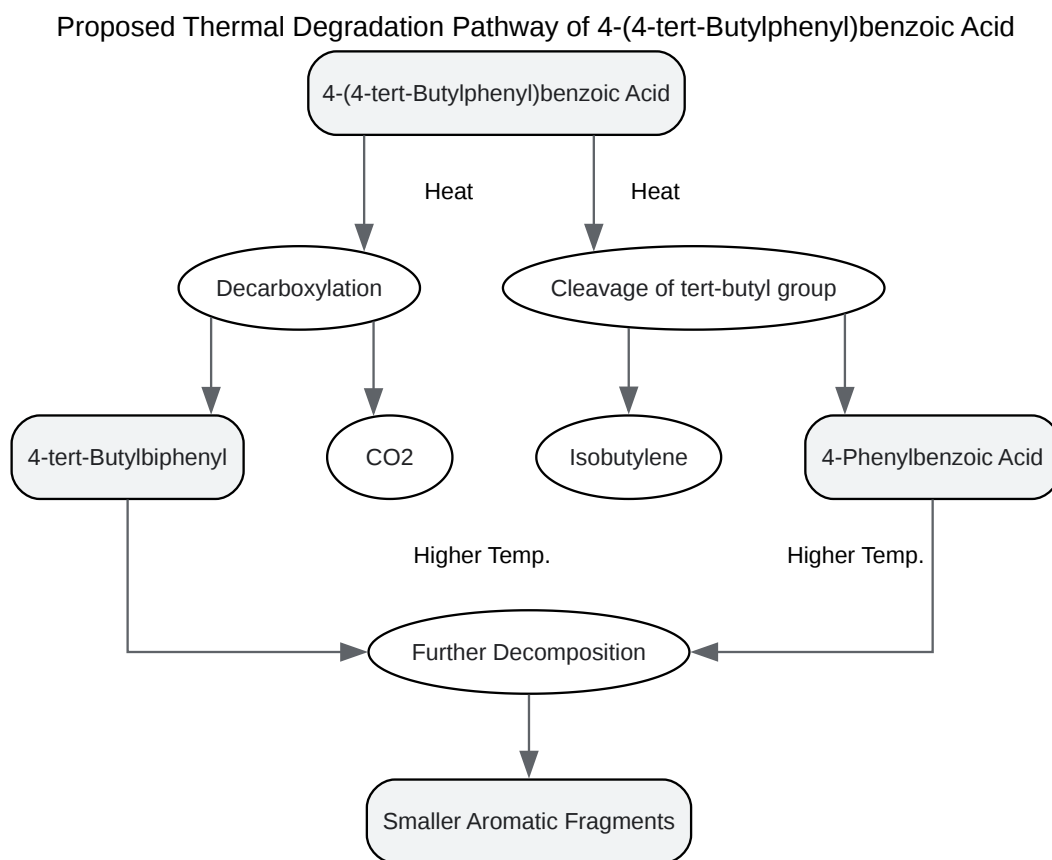 Proposed Thermal Degradation Pathway of 4-(4-tert-Butylphenyl)benzoic Acid
4-(4-tert-Butylphenyl)benzoic Acid
Heat
Heat
Decarboxylation
Cleavage of tert-butyl group
4-tert-Butylbiphenyl
CO2
Isobutylene
4-Phenylbenzoic Acid
Higher Temp.
Higher Temp.
Further Decomposition
Smaller Aromatic Fragments